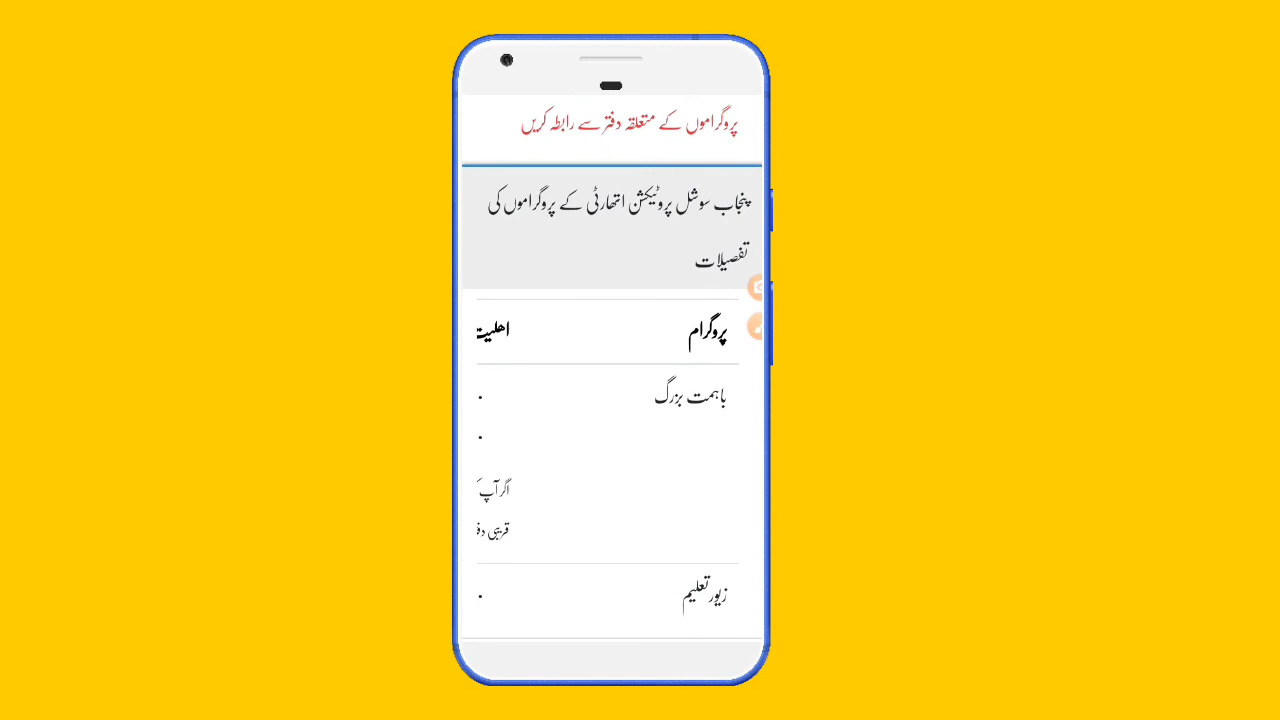 پروگراموں کے متعلقہ دفتر سے رابطہ کریں
پنجاب سوشل پروٹیکشن اتھارٹی کے پروگراموں کی
تفصیلات
پروگرام اهلیت
باہمت بزرگ •
•
اگر آپ
قریبی
زیور تعلیم •